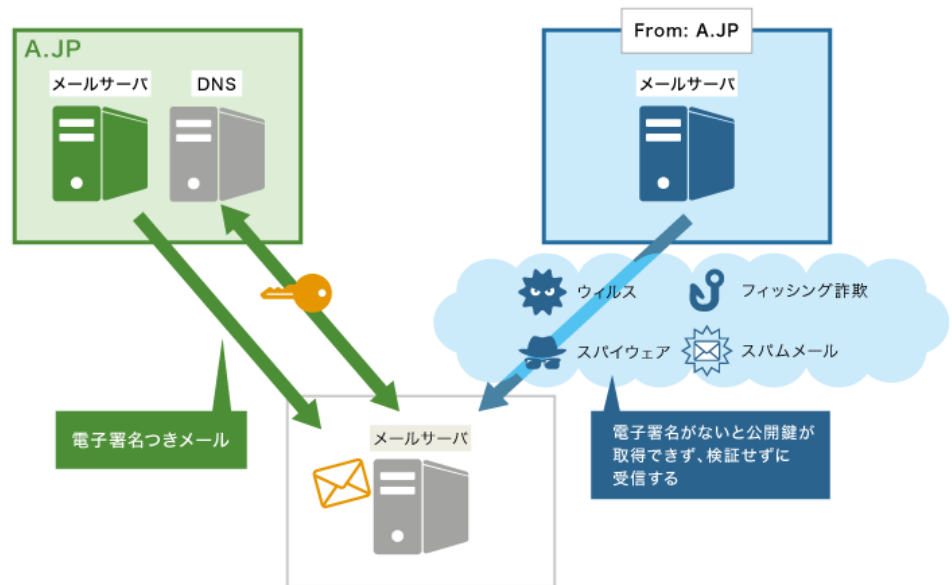 A.JP
メールサーバ
DNS
From: A.JP
メールサーバ
ウィルス
フィッシング詐欺
スパイウェア
スパムメール
電子署名つきメール
メールサーバ
電子署名がないと公開鍵が
取得できず、検証せずに
受信する